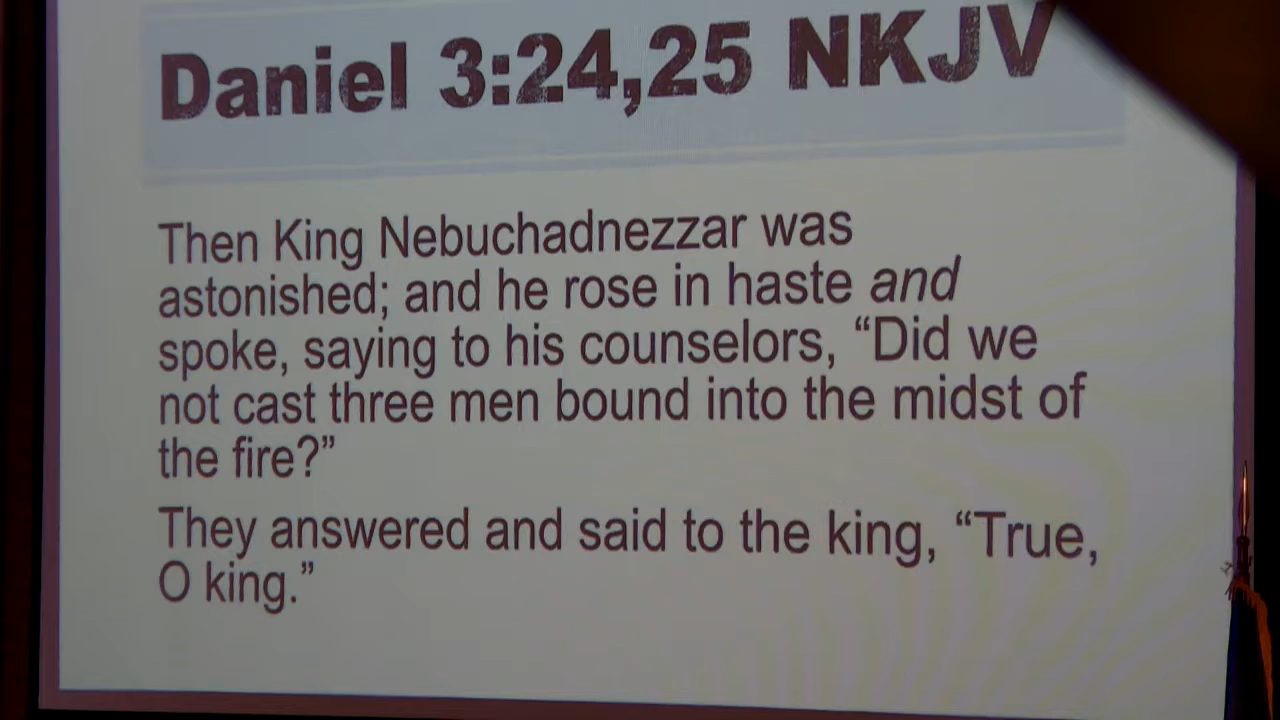 Daniel 3:24,25 NKJV
Then King Nebuchadnezzar was
astonished; and he rose in haste and
spoke, saying to his counselors, “Did we
not cast three men bound into the midst of
the fire?”
They answered and said to the king, “True,
O king.”